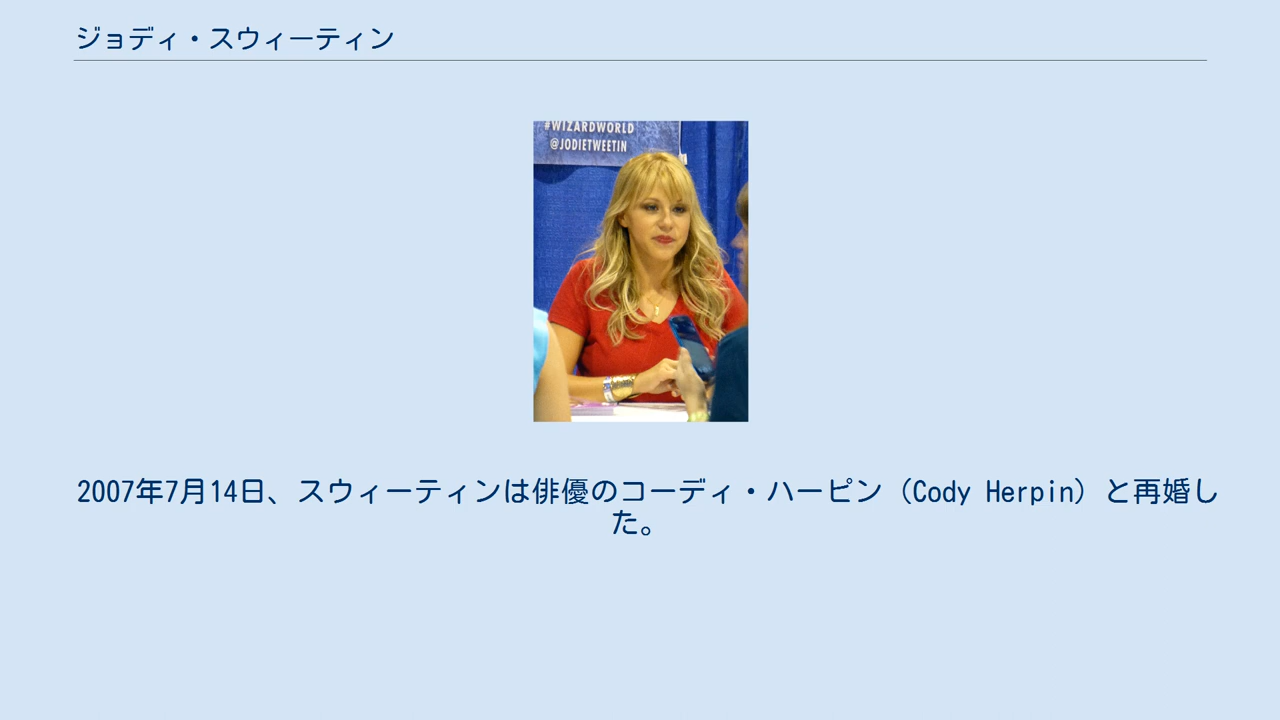 ジョディ・スウィーティン
#WIZARDWORLD
@JODIETWEETIN
2007年7月14日、スウィーティンは俳優のコーディ・ハーピン（Cody Herpin）と再婚し
た。